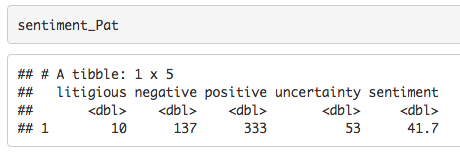 sentiment_Pat
## # A tibble: 1 x 5
##   litigious negative positive uncertainty sentiment
##       <dbl>    <dbl>    <dbl>       <dbl>     <dbl>
## 1        10      137      333          53      41.7